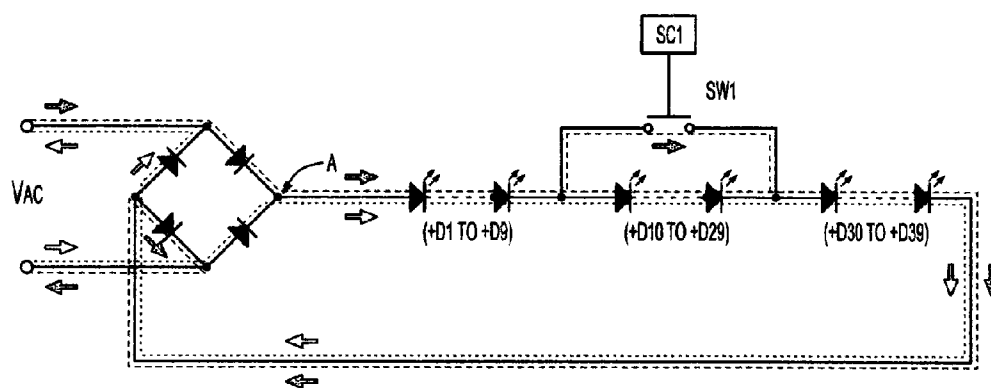 SC1
SW1
A
VAC
(+D1 TO +D9)
(+D10 TO +D29)
(+D30 TO +D39)